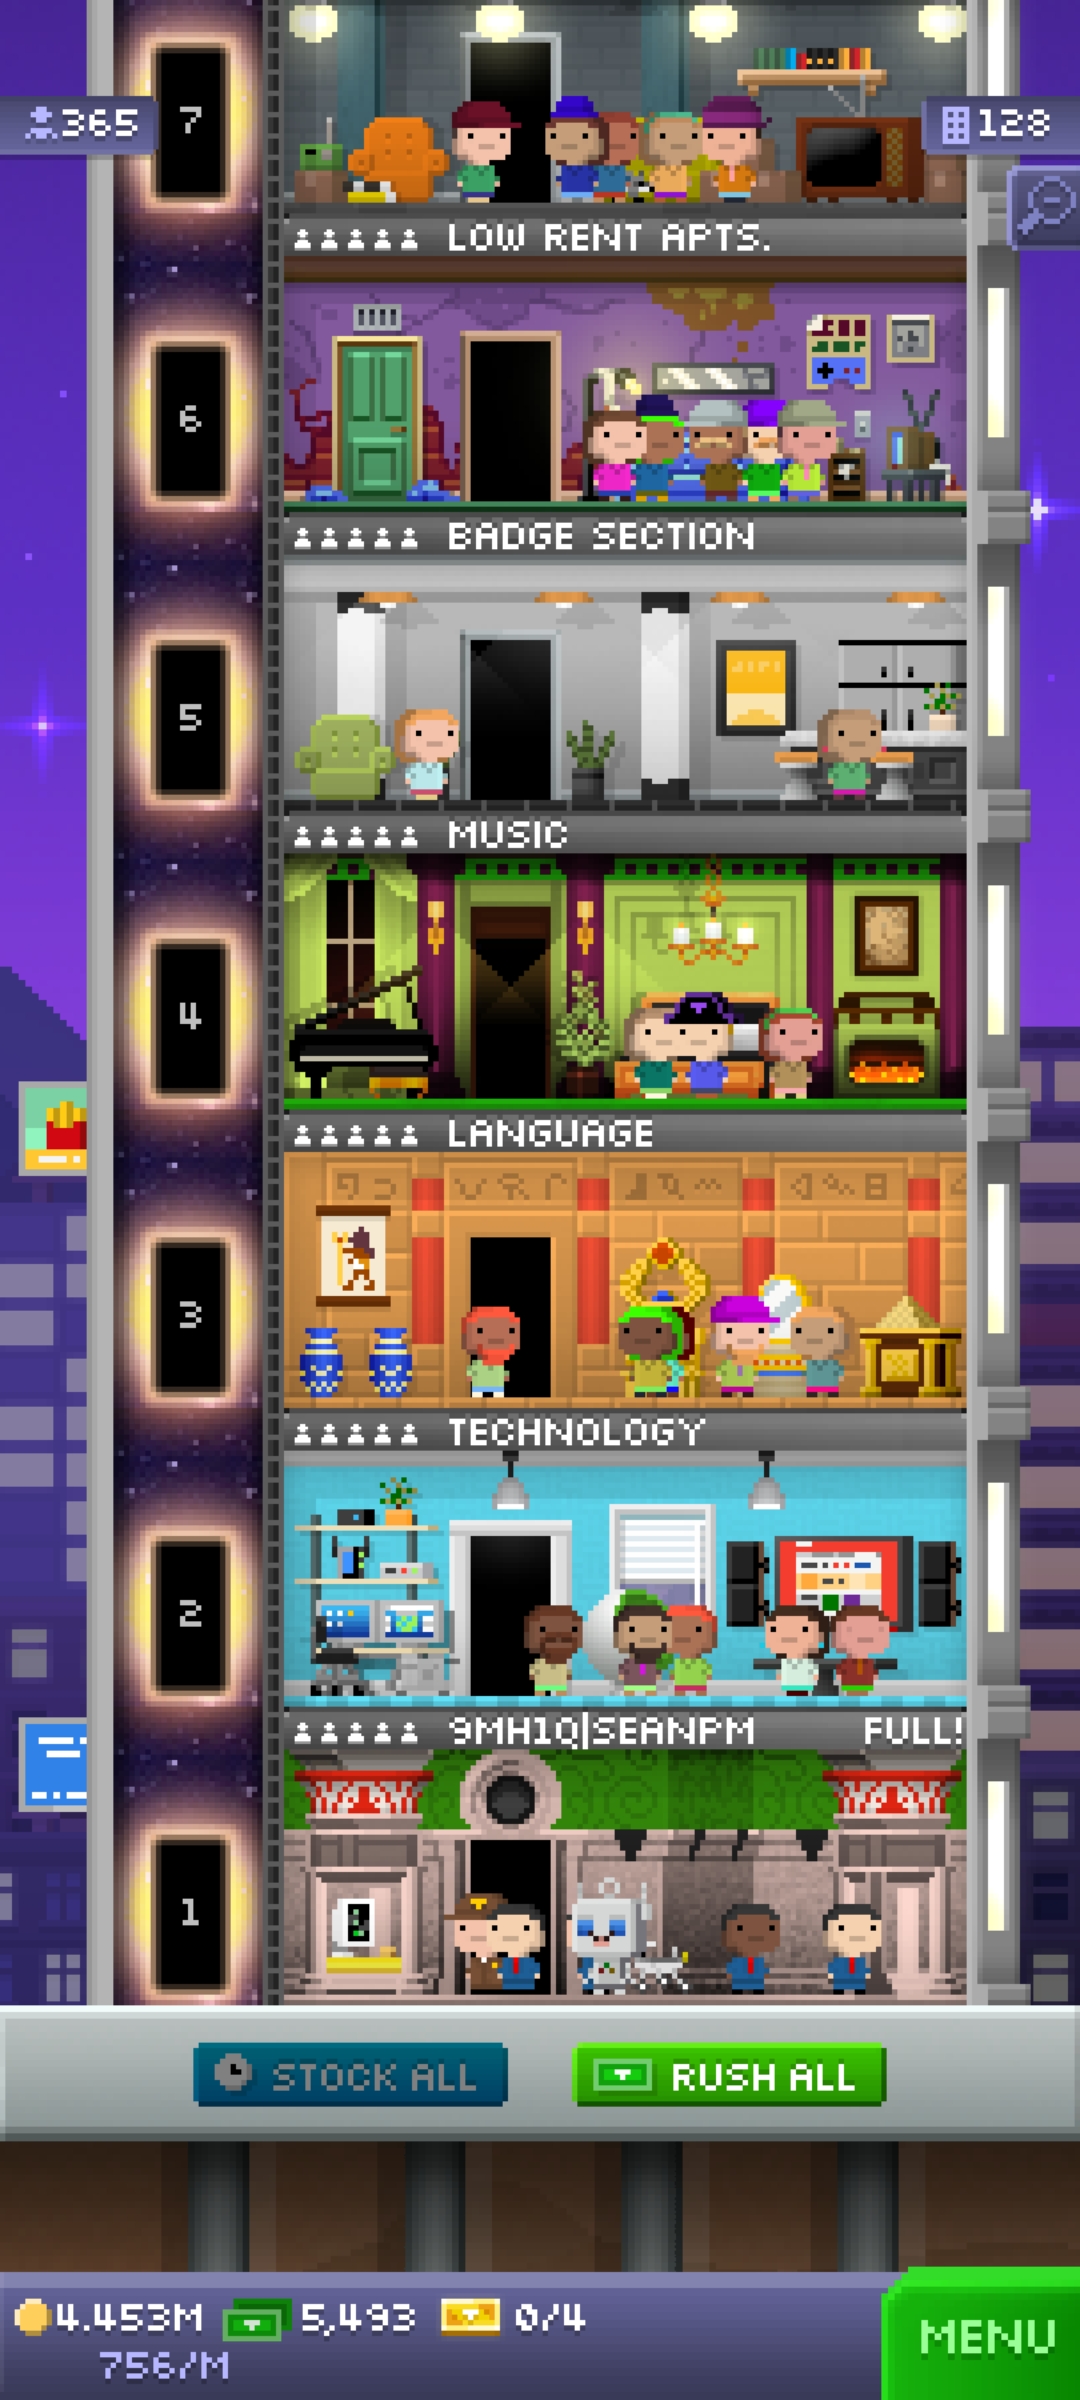 365
7
128
LOW RENT APTS.
6
BADGE SECTION
5
MUSIC
4
LANGUAGE
3
TECHNOLOGY
2
9MH1Q|SEANPM FULL!
1
STOCK ALL
RUSH ALL
4.453M 5,493 0/4
756/M
MENU